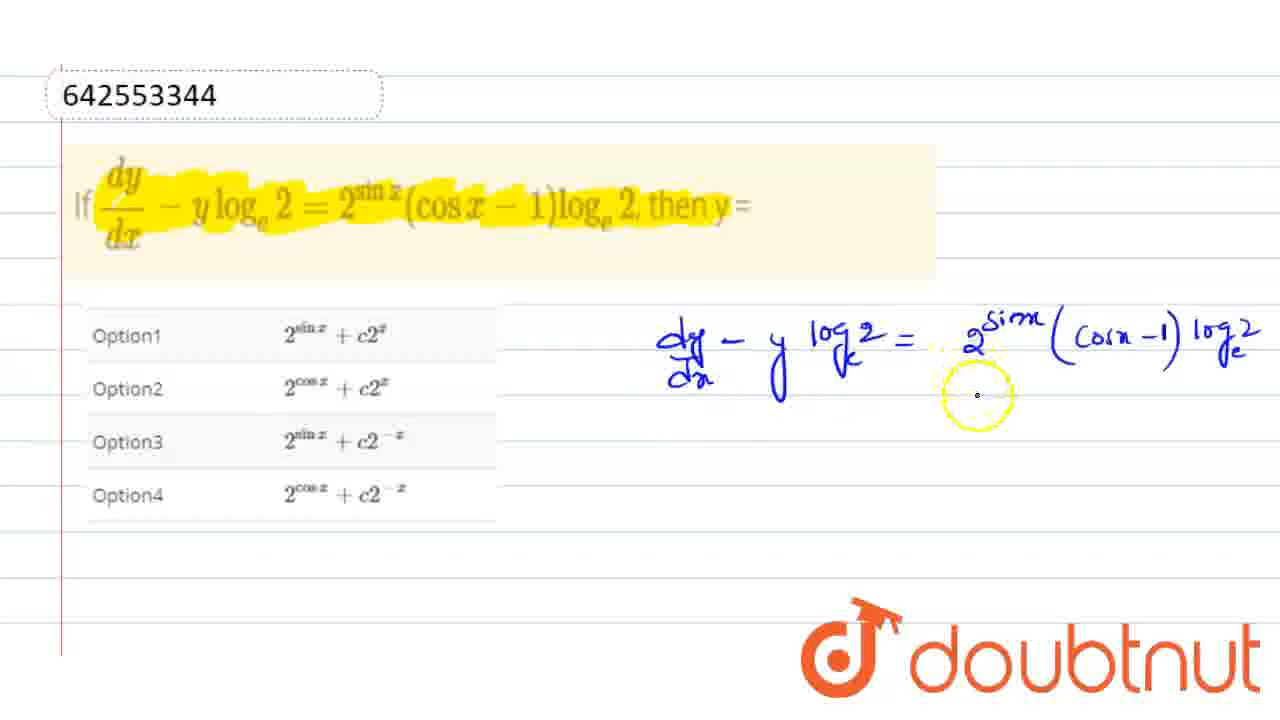 642553344
If dy/dx − y log_e 2 = 2^{sin x}(cos x − 1)log_e 2, then y =
Option1 2^{sin x} + c2^x
Option2 2^{cos x} + c2^x
Option3 2^{sin x} + c2^{−x}
Option4 2^{cos x} + c2^{−x}
dy/dx − y log_e 2 = 2^{sinx} (cosx −1) log_e 2
doubtnut